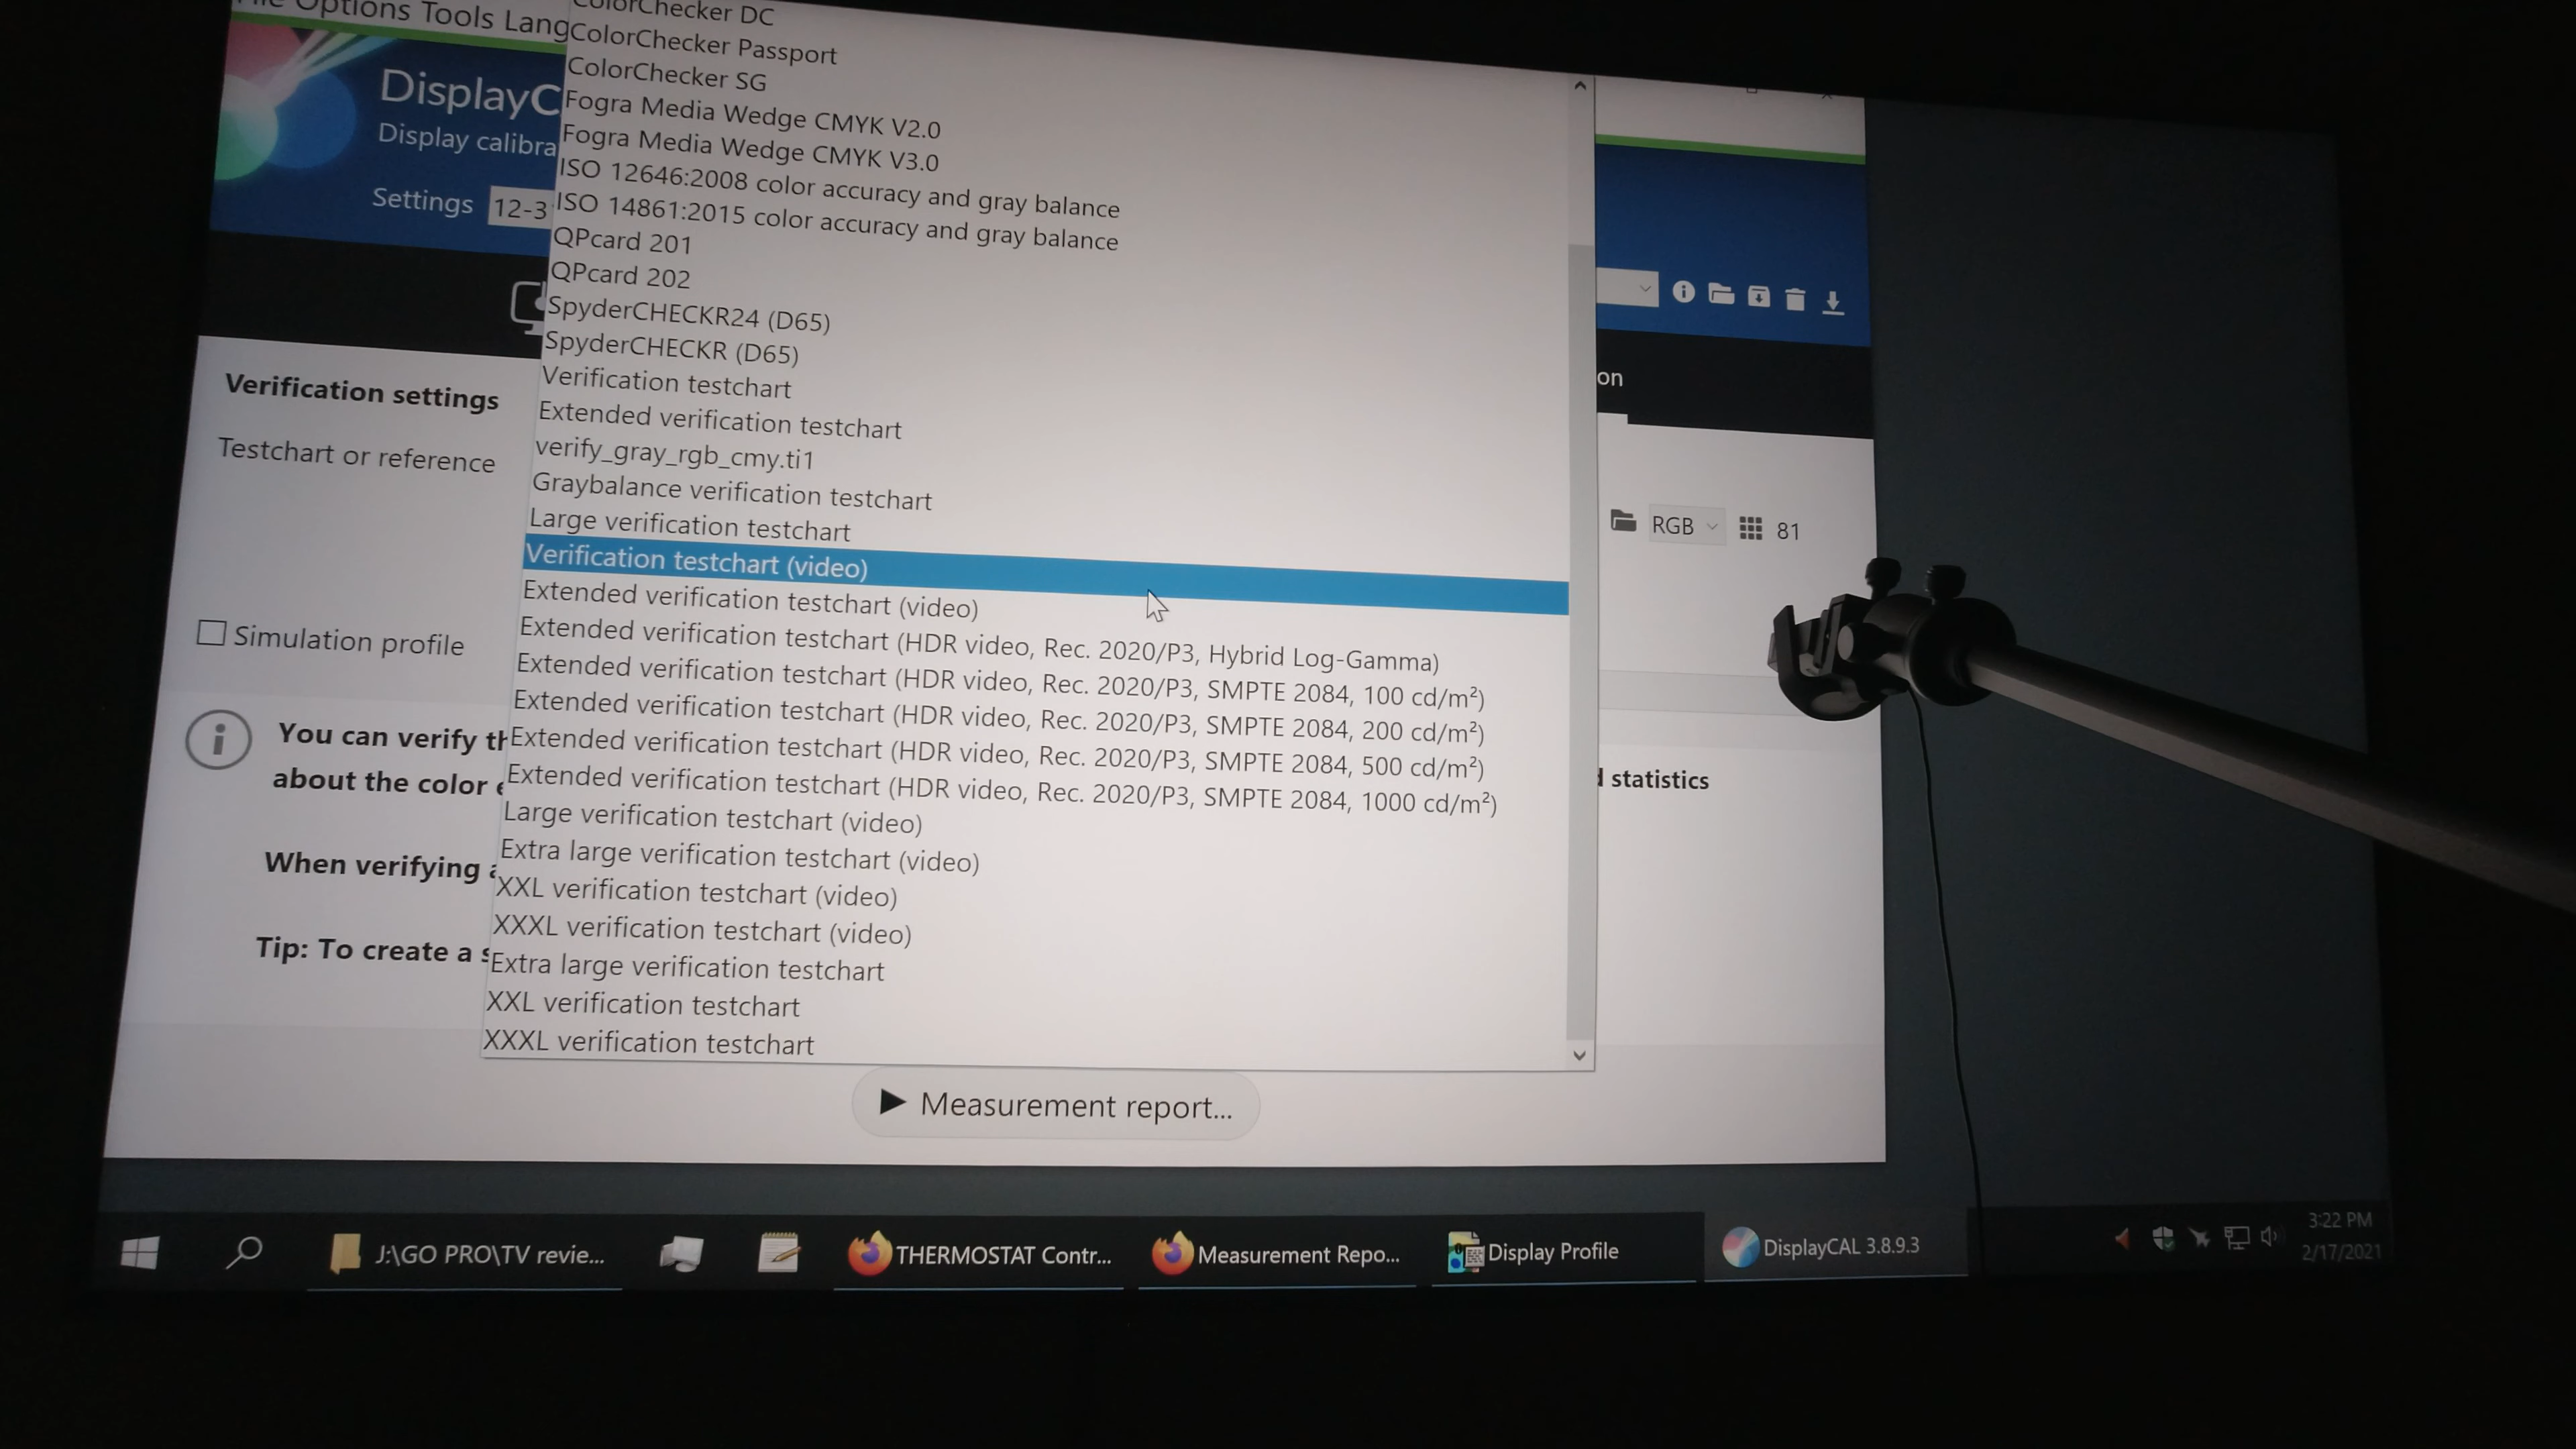 Options Tools Lang
DisplayC
Display calibra
Settings 12-3
ColorChecker DC
ColorChecker Passport
ColorChecker SG
Fogra Media Wedge CMYK V2.0
Fogra Media Wedge CMYK V3.0
ISO 12646:2008 color accuracy and gray balance
ISO 14861:2015 color accuracy and gray balance
QPcard 201
QPcard 202
SpyderCHECKR24 (D65)
SpyderCHECKR (D65)
Verification testchart
Extended verification testchart
verify_gray_rgb_cmy.ti1
Graybalance verification testchart
Large verification testchart
Verification testchart (video)
Extended verification testchart (video)
Extended verification testchart (HDR video, Rec. 2020/P3, Hybrid Log-Gamma)
Extended verification testchart (HDR video, Rec. 2020/P3, SMPTE 2084, 100 cd/m²)
Extended verification testchart (HDR video, Rec. 2020/P3, SMPTE 2084, 200 cd/m²)
Extended verification testchart (HDR video, Rec. 2020/P3, SMPTE 2084, 500 cd/m²)
Extended verification testchart (HDR video, Rec. 2020/P3, SMPTE 2084, 1000 cd/m²)
Large verification testchart (video)
Extra large verification testchart (video)
XXL verification testchart (video)
XXXL verification testchart (video)
Extra large verification testchart
XXL verification testchart
XXXL verification testchart
on
Verification settings
Testchart or reference
RGB 81
Simulation profile
You can verify th
about the color e
d statistics
When verifying a
Tip: To create a s
Measurement report...
J:\GO PRO\TV revie...
THERMOSTAT Contr...
Measurement Repo...
Display Profile
DisplayCAL 3.8.9.3
3:22 PM
2/17/2021